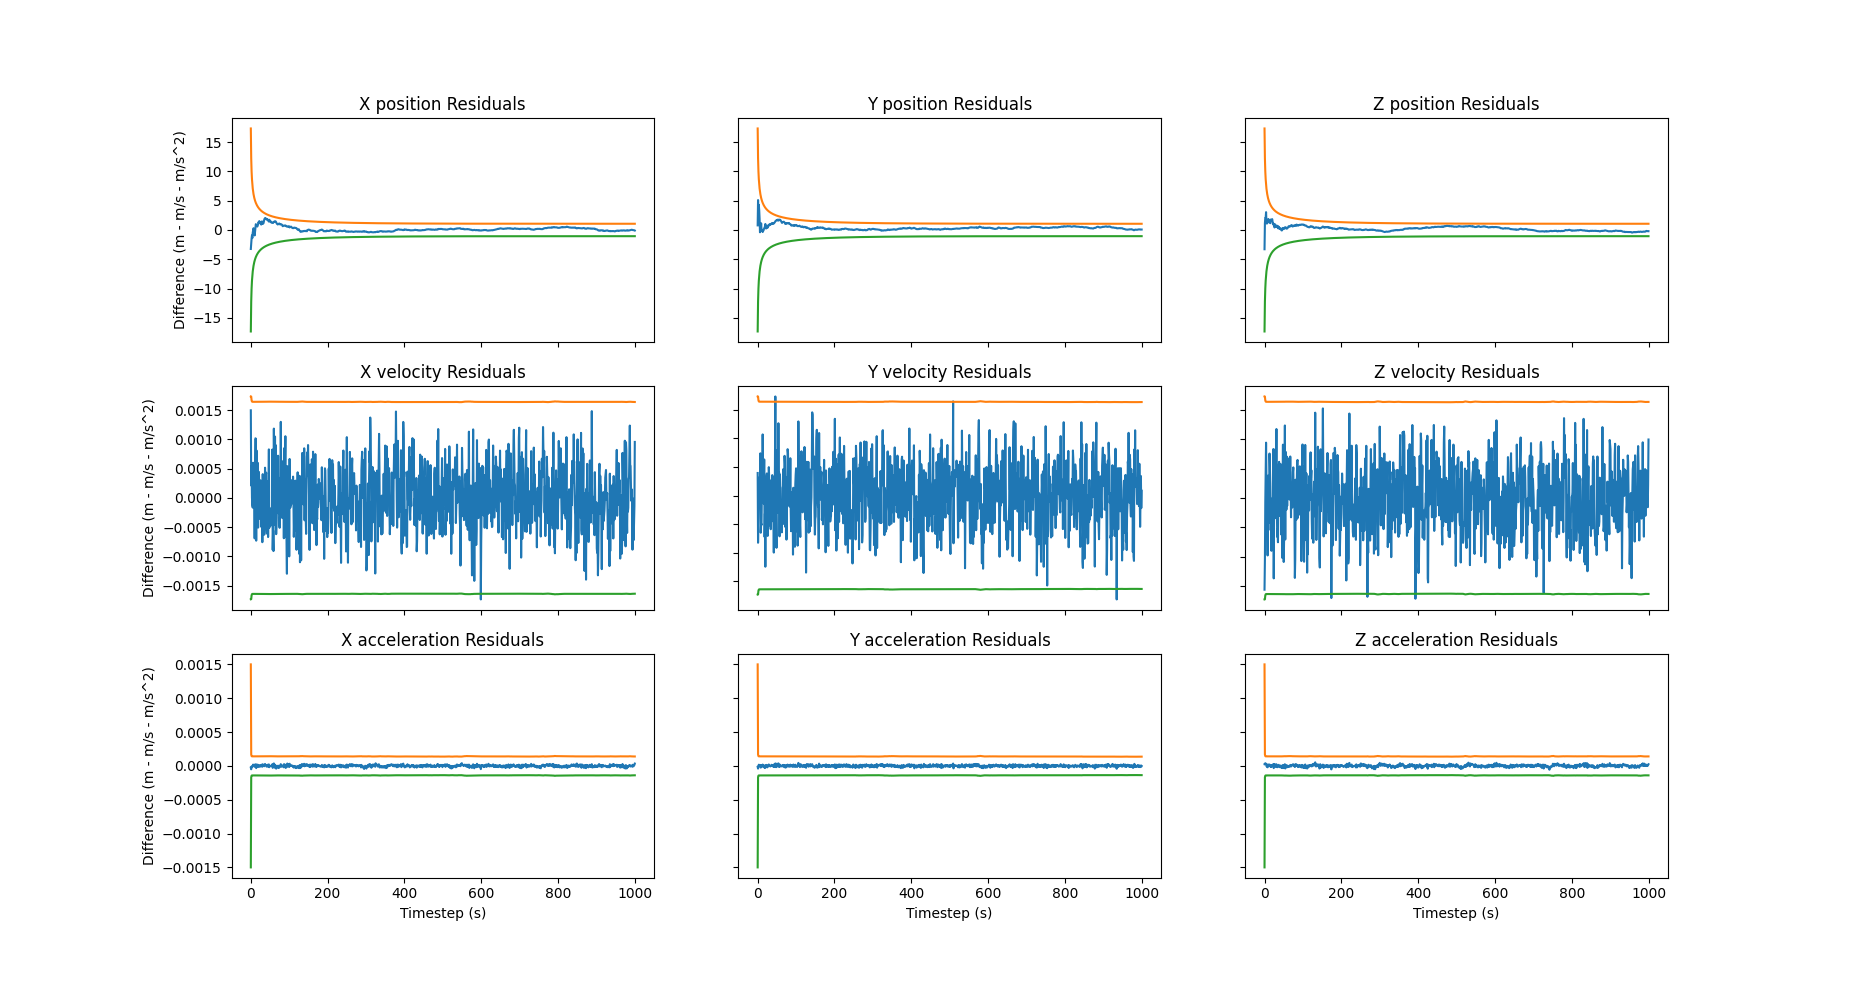 X position Residuals
Y position Residuals
Z position Residuals
Difference (m - m/s - m/s^2)
15
10
5
0
−5
−10
−15
X velocity Residuals
Y velocity Residuals
Z velocity Residuals
Difference (m - m/s - m/s^2)
0.0015
0.0010
0.0005
0.0000
−0.0005
−0.0010
−0.0015
X acceleration Residuals
Y acceleration Residuals
Z acceleration Residuals
Difference (m - m/s - m/s^2)
0.0015
0.0010
0.0005
0.0000
−0.0005
−0.0010
−0.0015
0 200 400 600 800 1000
0 200 400 600 800 1000
0 200 400 600 800 1000
Timestep (s)
Timestep (s)
Timestep (s)